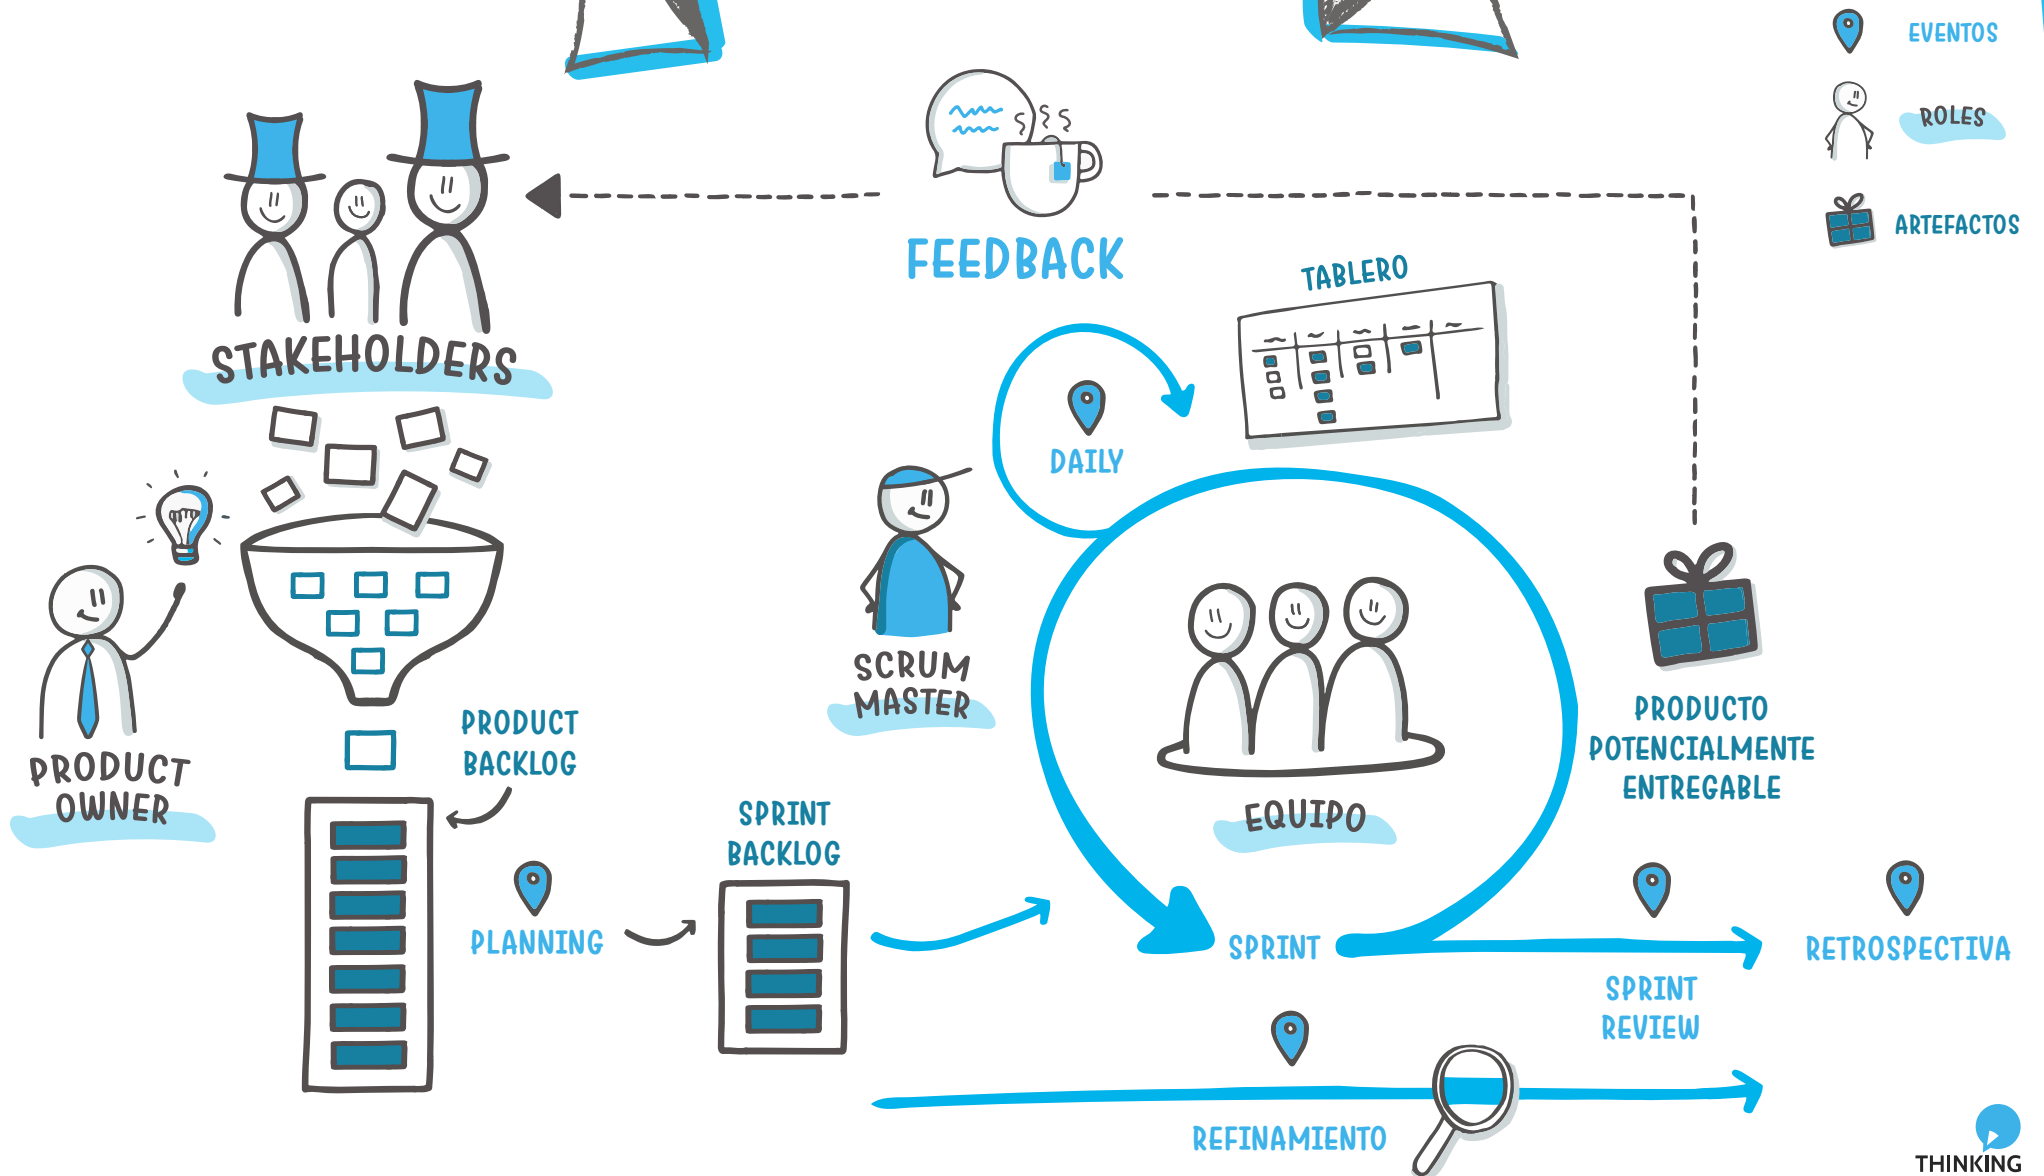 EVENTOS
ROLES
ARTEFACTOS
FEEDBACK
TABLERO
STAKEHOLDERS
DAILY
SCRUM
MASTER
PRODUCT
OWNER
PRODUCT
BACKLOG
PLANNING
SPRINT
BACKLOG
EQUIPO
SPRINT
PRODUCTO
POTENCIALMENTE
ENTREGABLE
SPRINT
REVIEW
RETROSPECTIVA
REFINAMIENTO
THINKING